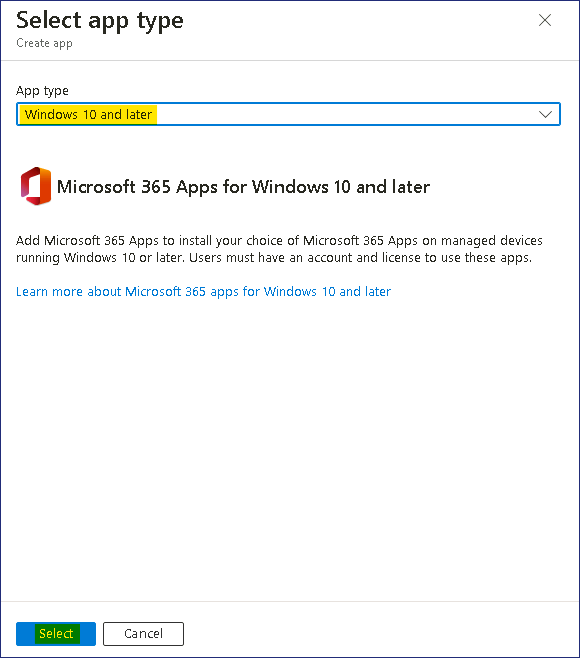 Select app type
Create app
App type
Windows 10 and later
Microsoft 365 Apps for Windows 10 and later
Add Microsoft 365 Apps to install your choice of Microsoft 365 Apps on managed devices
running Windows 10 or later. Users must have an account and license to use these apps.
Learn more about Microsoft 365 apps for Windows 10 and later
Select
Cancel